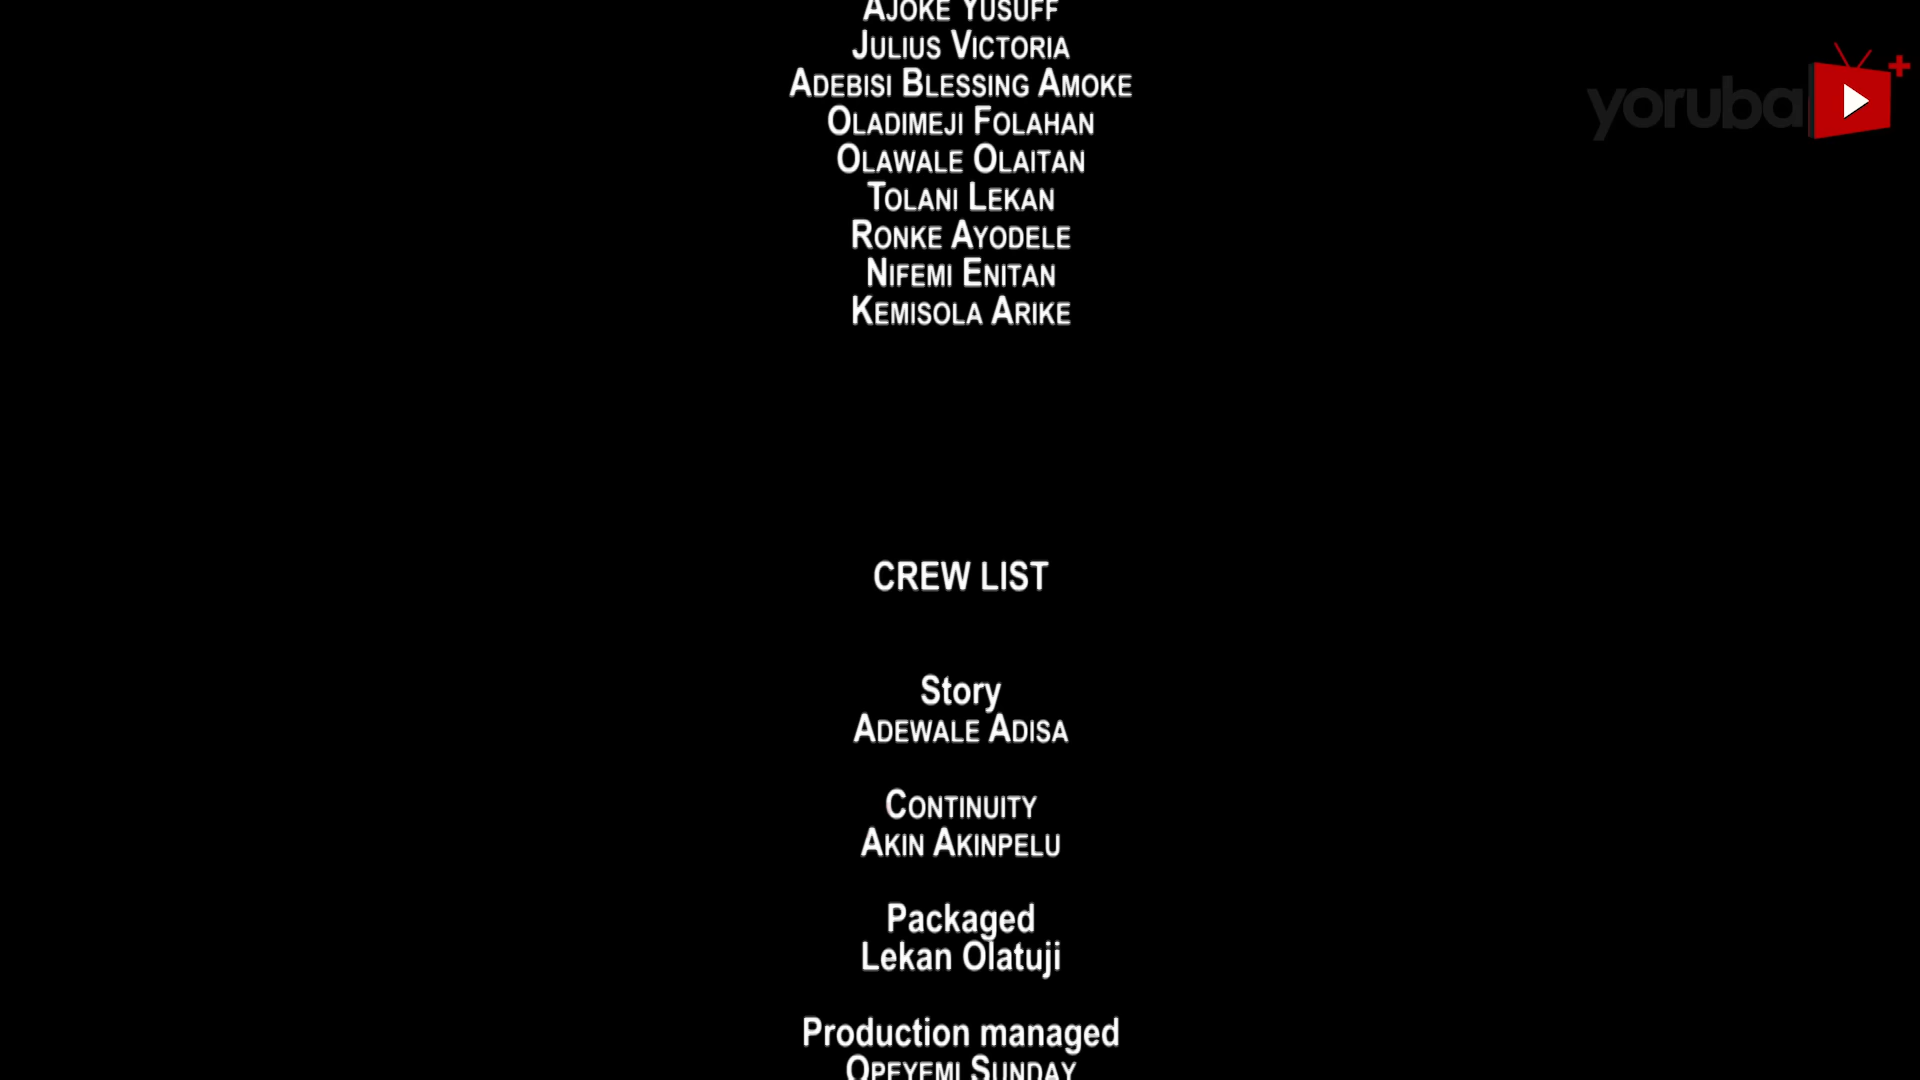 AJOKE YUSUFF
JULIUS VICTORIA
ADEBISI BLESSING AMOKE
OLADIMEJI FOLAHAN
OLAWALE OLAITAN
TOLANI LEKAN
RONKE AYODELE
NIFEMI ENITAN
KEMISOLA ARIKE
CREW LIST
Story
ADEWALE ADISA
CONTINUITY
AKIN AKINPELU
Packaged
Lekan Olatuji
Production managed
OPEYEMI SUNDAY
yoruba
+